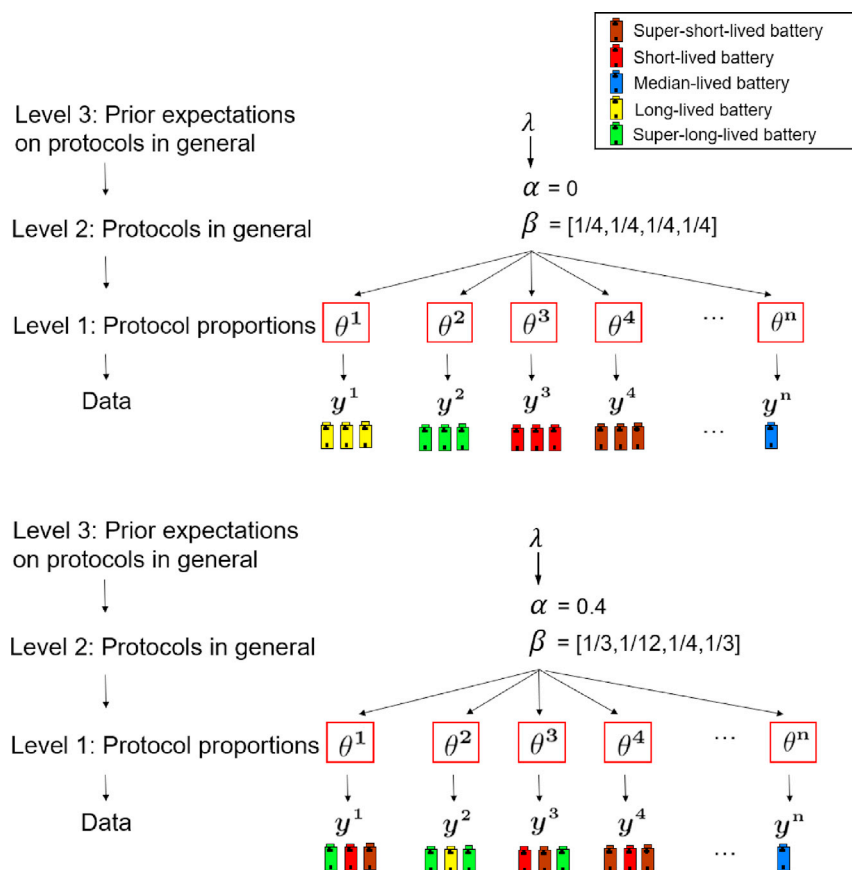 Super-short-lived battery
Short-lived battery
Median-lived battery
Long-lived battery
Super-long-lived battery
Level 3: Prior expectations
on protocols in general
λ
α = 0
Level 2: Protocols in general
β = [1/4,1/4,1/4,1/4]
Level 1: Protocol proportions
θ¹ θ² θ³ θ⁴ ... θⁿ
Data
y¹ y² y³ y⁴ yⁿ
...
Level 3: Prior expectations
on protocols in general
λ
α = 0.4
Level 2: Protocols in general
β = [1/3,1/12,1/4,1/3]
Level 1: Protocol proportions
θ¹ θ² θ³ θ⁴ ... θⁿ
Data
y¹ y² y³ y⁴ yⁿ
...